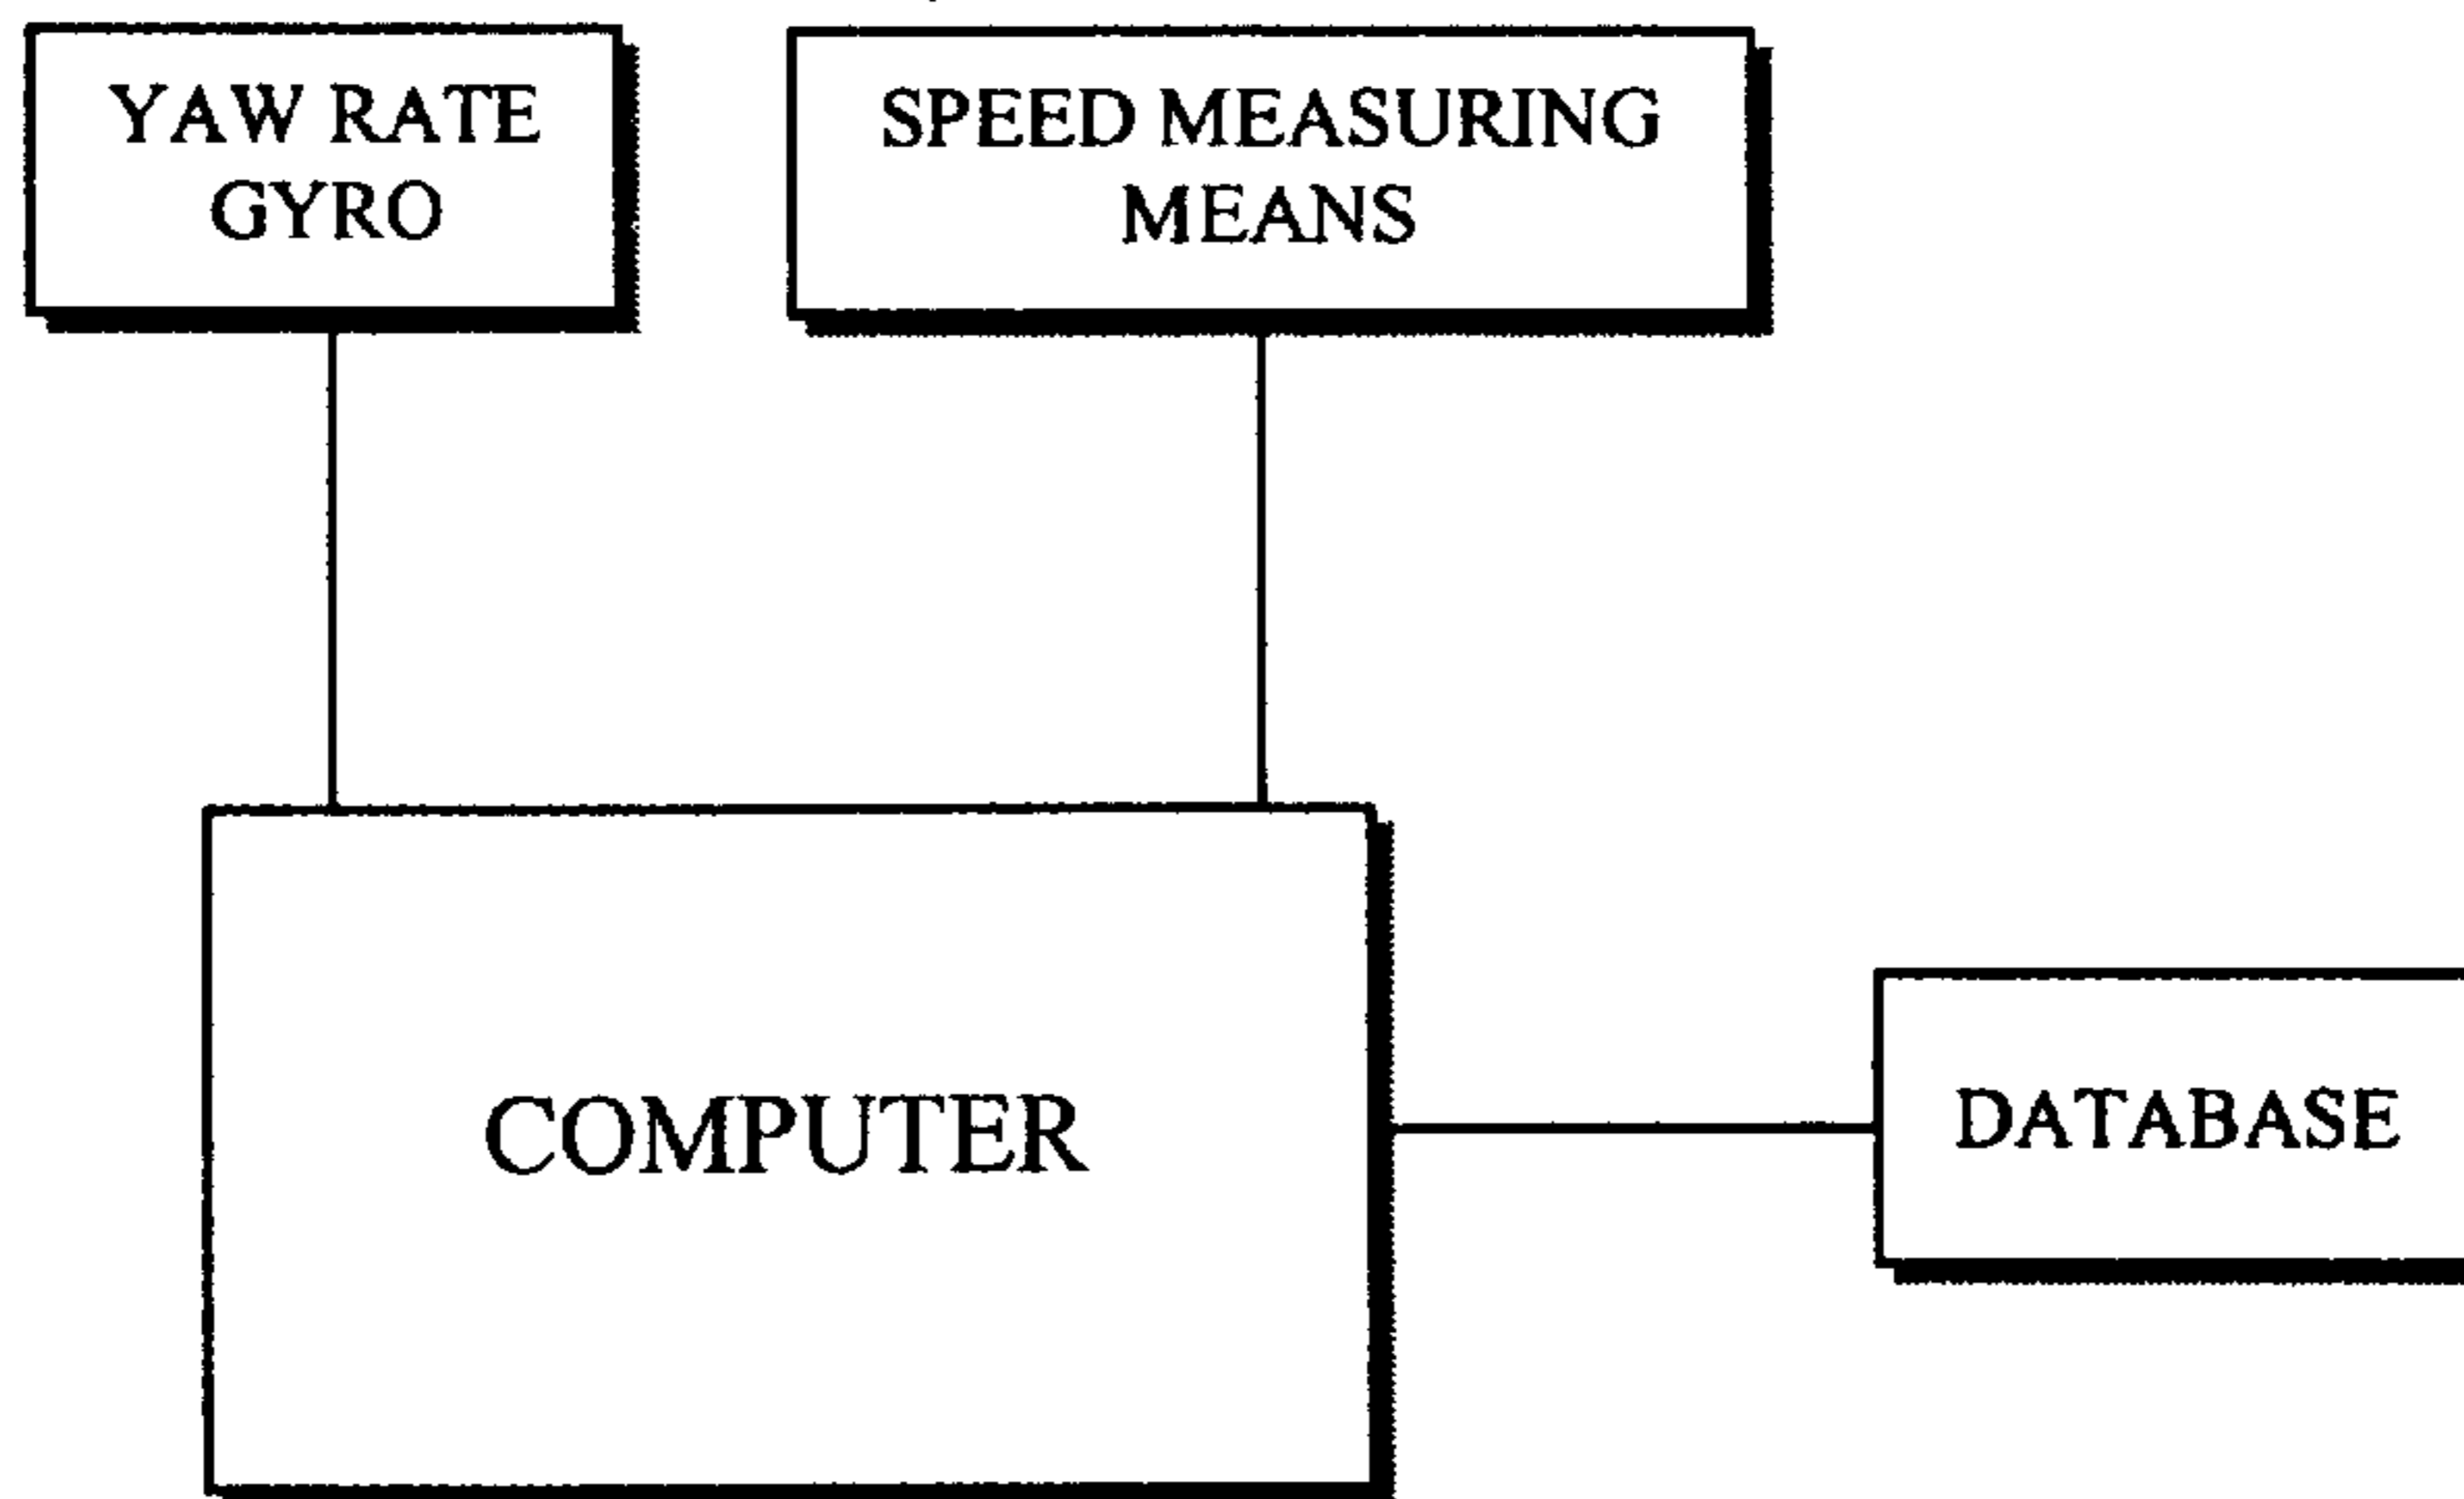 YAW RATE
GYRO
SPEED MEASURING
MEANS
COMPUTER
DATABASE